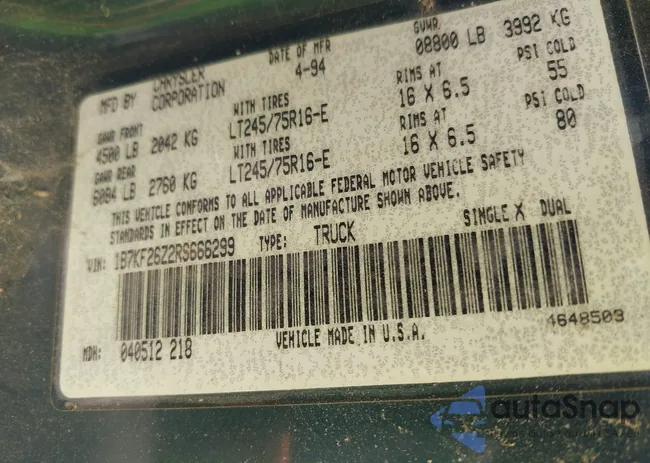 MFD BY CHRYSLER CORPORATION DATE OF MFR 4-94 GVWR 08800 LB 3992 KG
GAWR FRONT WITH TIRES RIMS AT PSI COLD
4500 LB 2042 KG LT245/75R16-E 16 X 6.5 55
GAWR REAR WITH TIRES RIMS AT PSI COLD
6084 LB 2760 KG LT245/75R16-E 16 X 6.5 80
THIS VEHICLE CONFORMS TO ALL APPLICABLE FEDERAL MOTOR VEHICLE SAFETY
STANDARDS IN EFFECT ON THE DATE OF MANUFACTURE SHOWN ABOVE.
VIN: 1B7KF26Z2RS666299 TYPE: TRUCK SINGLE X DUAL
MDH: 040512 218 VEHICLE MADE IN U.S.A. 4648503
autoSnap